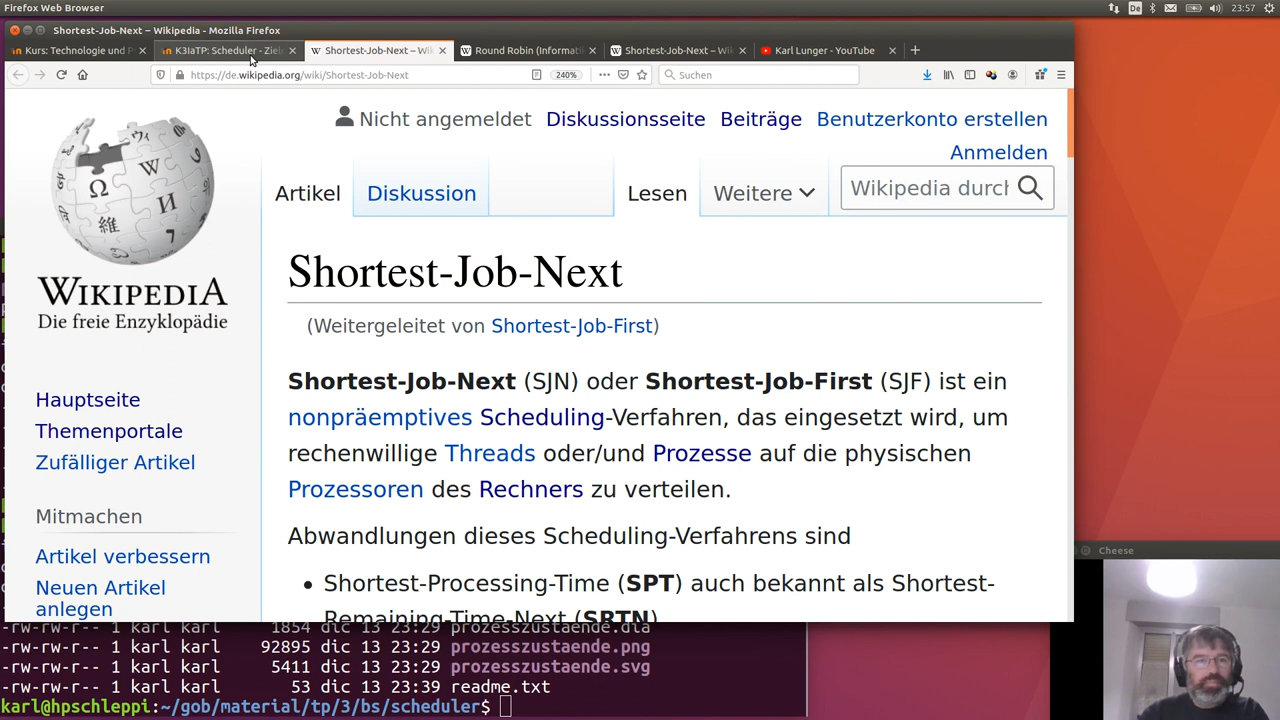 Firefox Web Browser
De
23:57
Shortest-Job-Next – Wikipedia - Mozilla Firefox
Kurs: Technologie und P
K3IaTP: Scheduler - Ziel
Shortest-Job-Next – Wik
Round Robin (Informati
Shortest-Job-Next – Wi
Karl Lunger - YouTube
https://de.wikipedia.org/wiki/Shortest-Job-Next
240%
Suchen
Nicht angemeldet Diskussionsseite Beiträge Benutzerkonto erstellen
Anmelden
Artikel Diskussion Lesen Weitere Wikipedia durch
WIKIPEDIA
Die freie Enzyklopädie
Shortest-Job-Next
(Weitergeleitet von Shortest-Job-First)
Shortest-Job-Next (SJN) oder Shortest-Job-First (SJF) ist ein
nonpräemptives Scheduling-Verfahren, das eingesetzt wird, um
rechenwillige Threads oder/und Prozesse auf die physischen
Prozessoren des Rechners zu verteilen.
Abwandlungen dieses Scheduling-Verfahrens sind
• Shortest-Processing-Time (SPT) auch bekannt als Shortest-
Remaining-Time-Next (SRTN)
Hauptseite
Themenportale
Zufälliger Artikel
Mitmachen
Artikel verbessern
Neuen Artikel
anlegen
-rw-rw-r-- 1 karl karl 1854 dic 13 23:29 prozesszustaende.dia
-rw-rw-r-- 1 karl karl 92895 dic 13 23:29 prozesszustaende.png
-rw-rw-r-- 1 karl karl 5411 dic 13 23:29 prozesszustaende.svg
-rw-rw-r-- 1 karl karl 53 dic 13 23:39 readme.txt
karl@hpschleppi:~/gob/material/tp/3/bs/scheduler$
Cheese